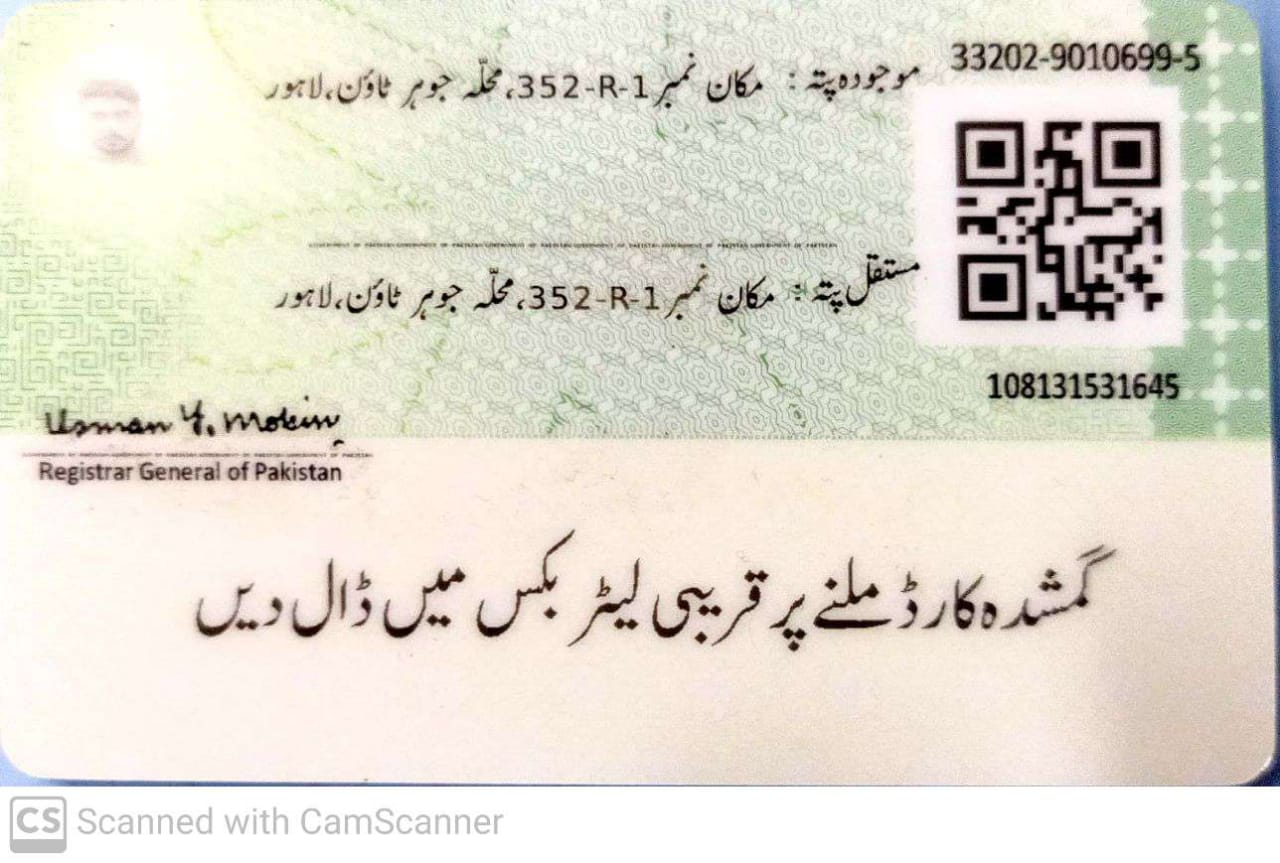 33202-9010699-5
موجودہ پتہ : مکان نمبر 352-R-1، محلّہ جوہر ٹاؤن، لاہور
مستقل پتہ : مکان نمبر 352-R-1، محلّہ جوہر ٹاؤن، لاہور
108131531645
Usman Y. Mobin
Registrar General of Pakistan
گمشدہ کارڈ ملنے پر قریبی لیٹر بکس میں ڈال دیں
CS Scanned with CamScanner